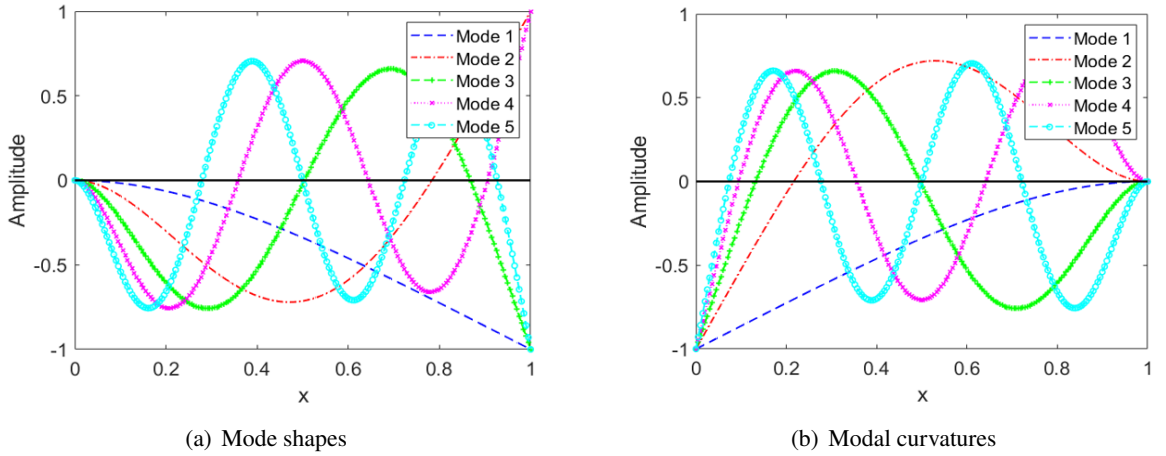 1
0.5
0
-0.5
-1
Amplitude
0
0.2
0.4
0.6
0.8
1
x
Mode 1
Mode 2
Mode 3
Mode 4
Mode 5
(a) Mode shapes
1
0.5
0
-0.5
-1
Amplitude
0
0.2
0.4
0.6
0.8
1
x
Mode 1
Mode 2
Mode 3
Mode 4
Mode 5
(b) Modal curvatures